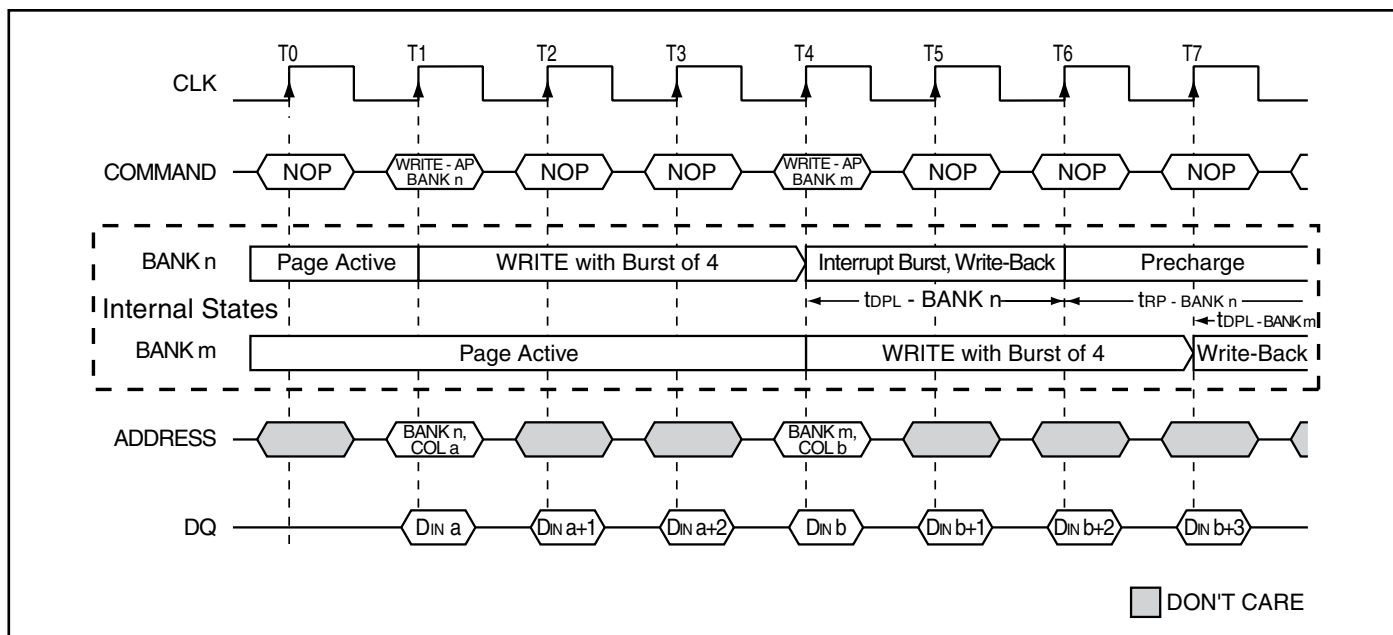 T0 T1 T2 T3 T4 T5 T6 T7
CLK
COMMAND NOP WRITE - AP BANK n NOP NOP WRITE - AP BANK m NOP NOP NOP
BANK n Page Active WRITE with Burst of 4 Interrupt Burst, Write-Back Precharge
tDPL - BANK n tRP - BANK n
Internal States
tDPL - BANK m
BANK m Page Active WRITE with Burst of 4 Write-Back
ADDRESS BANK n, COL a BANK m, COL b
DQ DIN a DIN a+1 DIN a+2 DIN b DIN b+1 DIN b+2 DIN b+3
DON'T CARE